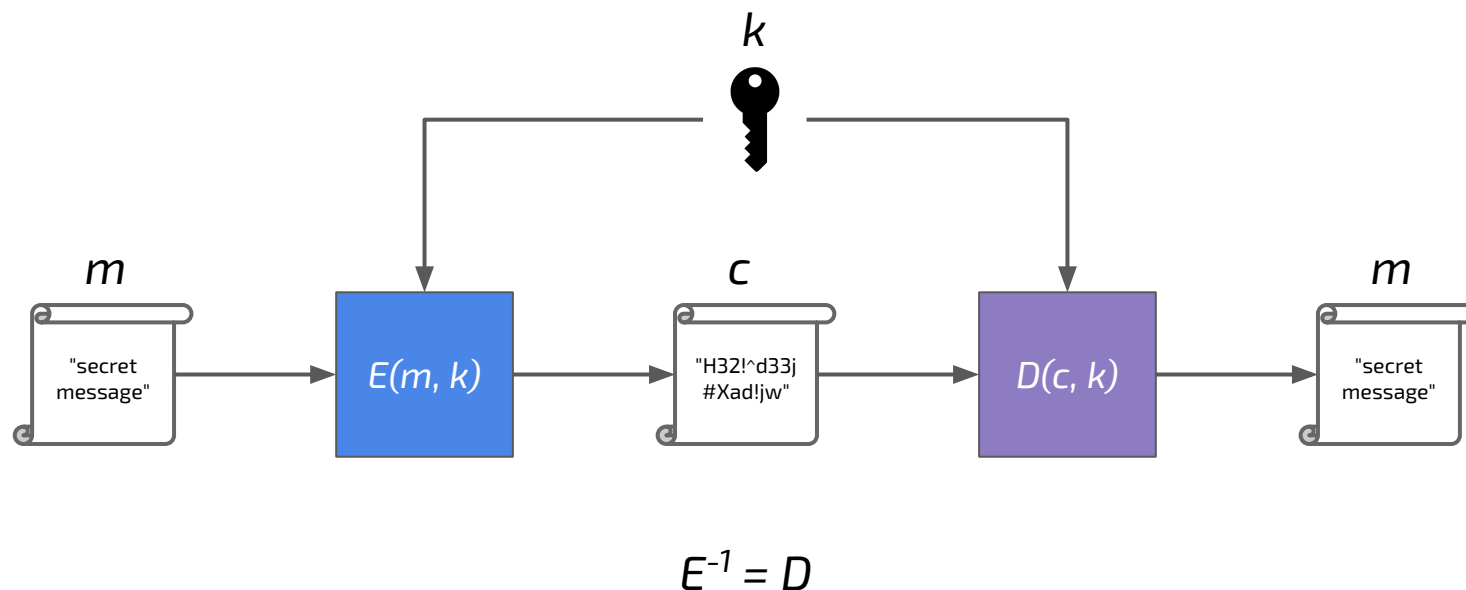 k
m
c
m
"secret
message"
E(m, k)
"H32!^d33j
#Xad!jw"
D(c, k)
"secret
message"
E⁻¹ = D